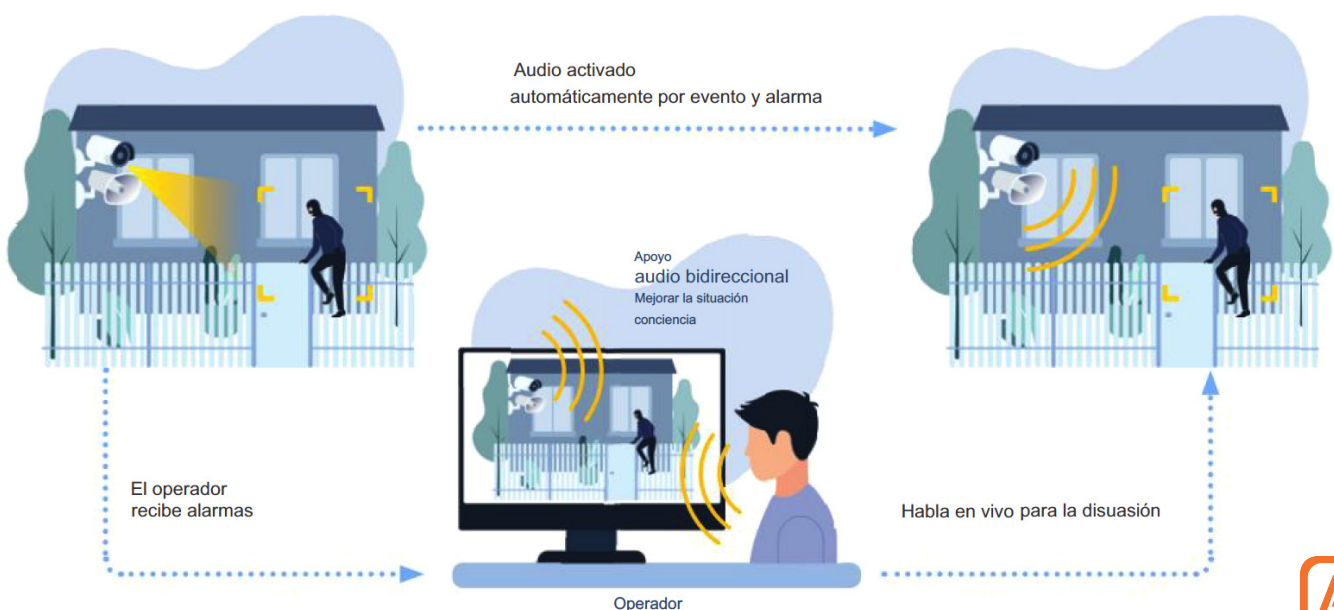 Audio activado
automáticamente por evento y alarma
Apoyo
audio bidireccional
Mejorar la situación
conciencia
El operador
recibe alarmas
Habla en vivo para la disuasión
Operador